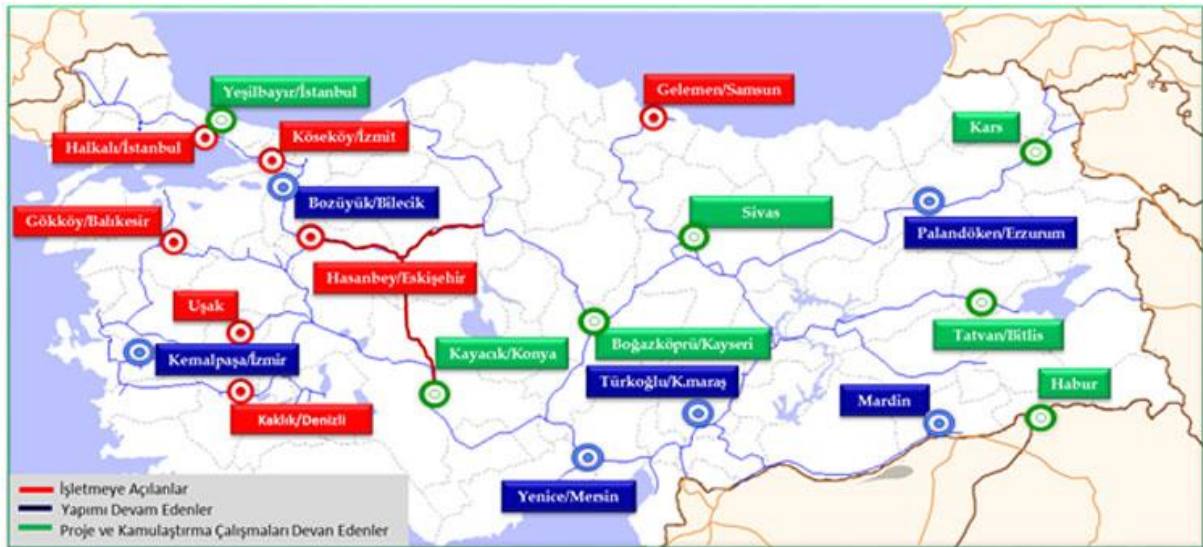 Yeşilbayır/İstanbul
Gelemen/Samsun
Halkalı/İstanbul
Köseköy/İzmit
Kars
Bozüyük/Bilecik
Gökköy/Balıkesir
Sivas
Palandöken/Erzurum
Hasanbey/Eskişehir
Uşak
Kemalpaşa/İzmir
Kayacık/Konya
Boğazköprü/Kayseri
Tatvan/Bitlis
Türkoğlu/K.maraş
Habur
Mardin
Kaklık/Denizli
Yenice/Mersin
İşletmeye Açılanlar
Yapımı Devam Edenler
Proje ve Kamulaştırma Çalışmaları Devan Edenler